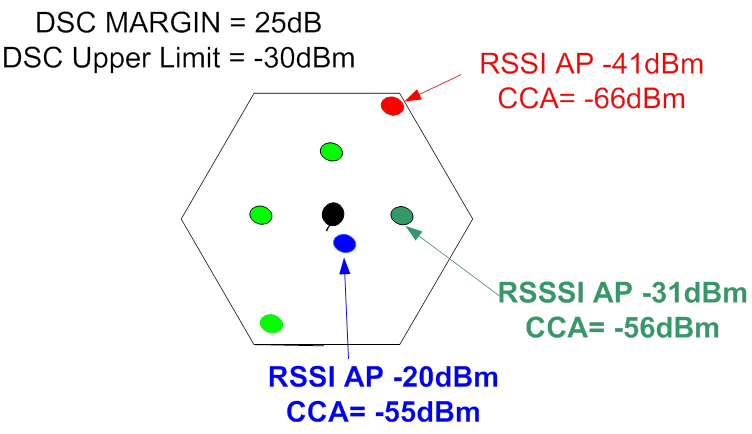 DSC MARGIN = 25dB
DSC Upper Limit = -30dBm
RSSI AP -41dBm
CCA= -66dBm
RSSSI AP -31dBm
CCA= -56dBm
RSSI AP -20dBm
CCA= -55dBm